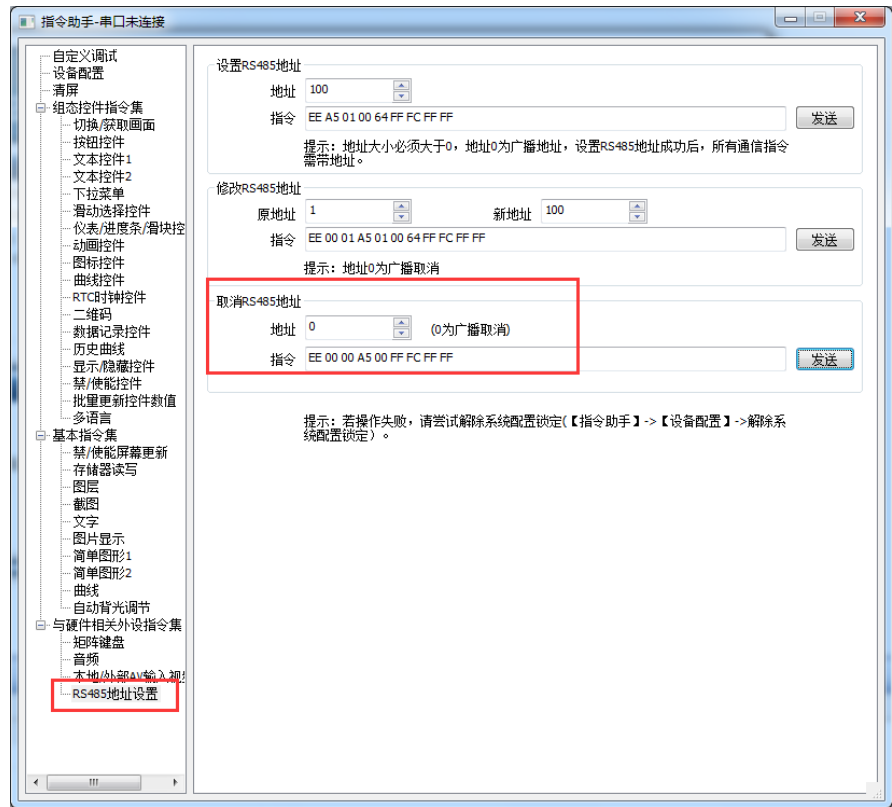 指令助手-串口未连接
自定义调试
设备配置
清屏
组态控件指令集
切换/获取画面
按钮控件
文本控件1
文本控件2
下拉菜单
滑动选择控件
仪表/进度条/滑块控
动画控件
图标控件
曲线控件
RTC时钟控件
二维码
数据记录控件
历史曲线
显示/隐藏控件
禁/使能控件
批量更新控件数值
多语言
基本指令集
禁/使能屏幕更新
存储器读写
图层
截图
文字
图片显示
简单图形1
简单图形2
曲线
自动背光调节
与硬件相关外设指令集
矩阵键盘
音频
本地/外部AV输入视
RS485地址设置
设置RS485地址
地址 100
指令 EE A5 01 00 64 FF FC FF FF 发送
提示：地址大小必须大于0，地址0为广播地址，设置RS485地址成功后，所有通信指令
需带地址。
修改RS485地址
原地址 1 新地址 100
指令 EE 00 01 A5 01 00 64 FF FC FF FF 发送
提示：地址0为广播取消
取消RS485地址
地址 0 (0为广播取消)
指令 EE 00 00 A5 00 FF FC FF FF 发送
提示：若操作失败，请尝试解除系统配置锁定(【指令助手】->【设备配置】->解除系
统配置锁定）。